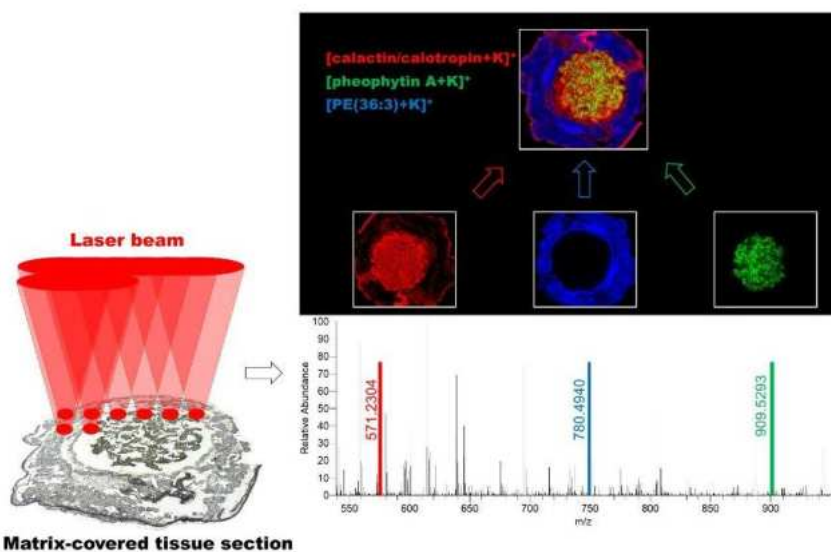 [calactin/calotropin+K]⁺
[pheophytin A+K]⁺
[PE(36:3)+K]⁺
Laser beam
Matrix-covered tissue section
100
90
80
70
60
50
40
30
20
10
0
Relative Abundance
571.2304
780.4940
909.5293
550 600 650 700 750 800 850 900
m/z